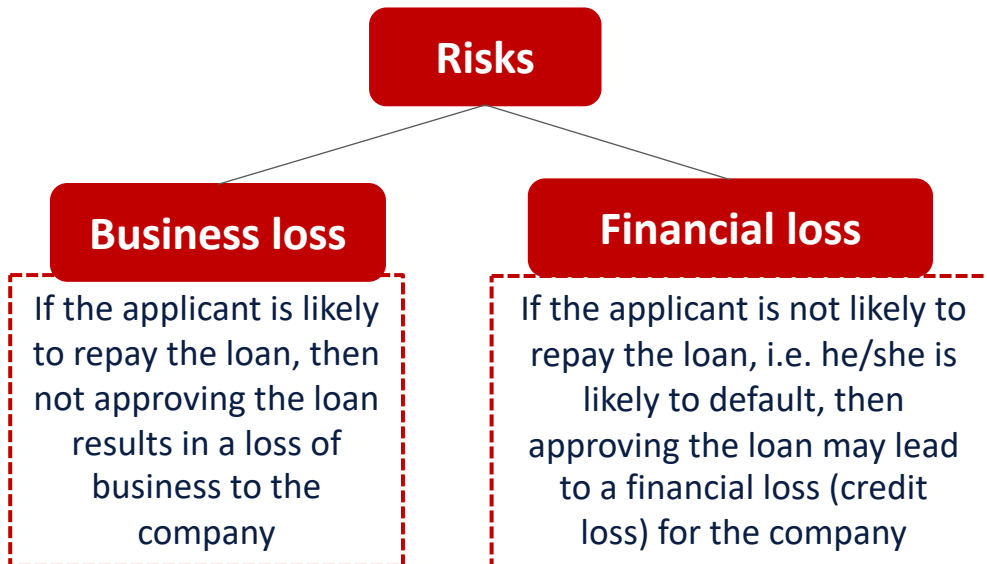 Risks
Business loss
If the applicant is likely
to repay the loan, then
not approving the loan
results in a loss of
business to the
company
Financial loss
If the applicant is not likely to
repay the loan, i.e. he/she is
likely to default, then
approving the loan may lead
to a financial loss (credit
loss) for the company